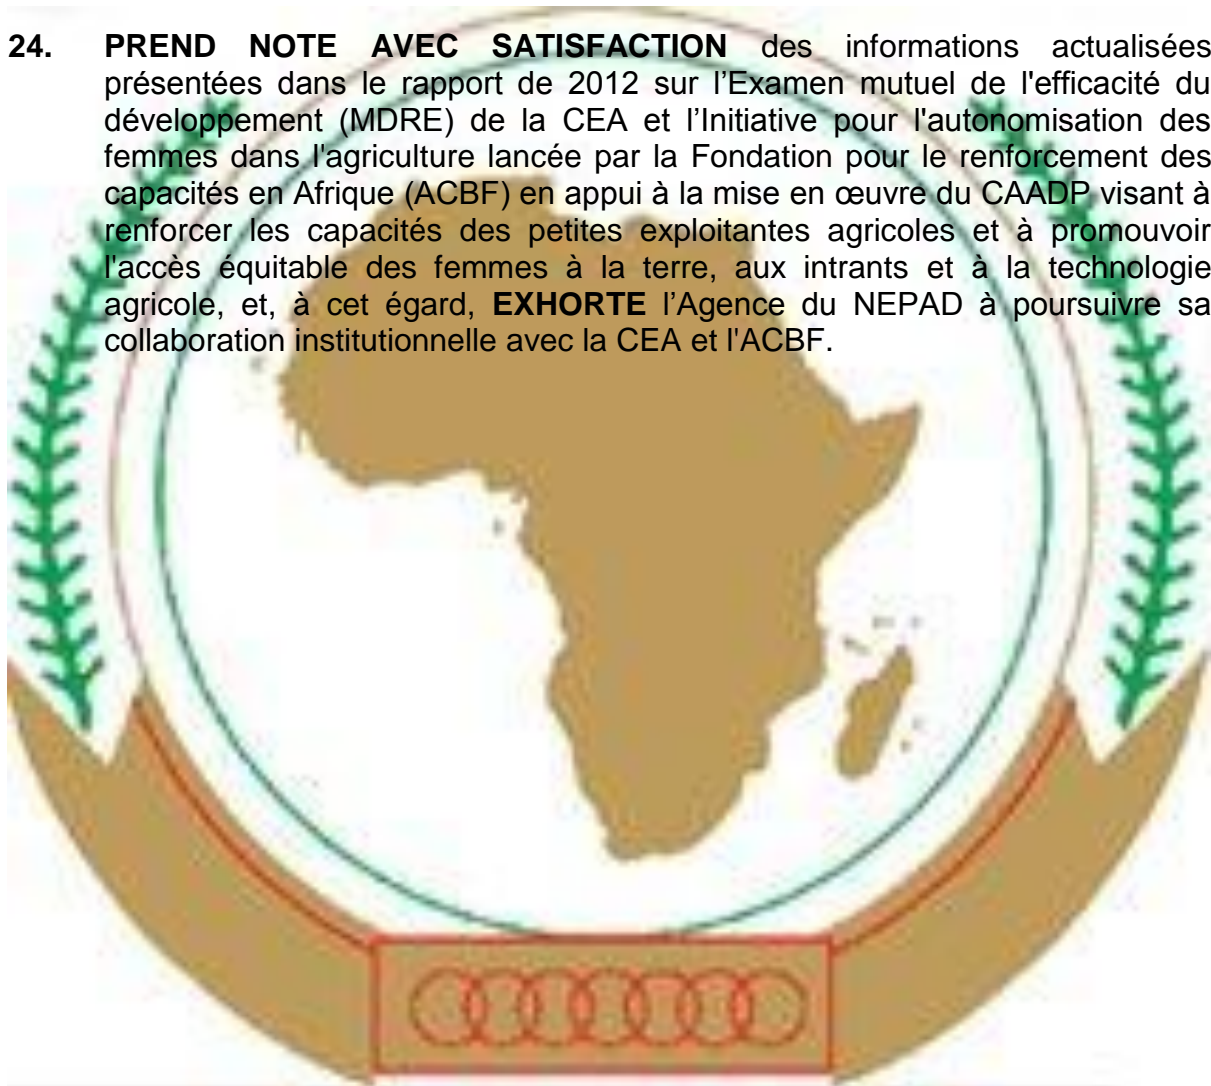 24. PREND NOTE AVEC SATISFACTION des informations actualisées
présentées dans le rapport de 2012 sur l’Examen mutuel de l'efficacité du
développement (MDRE) de la CEA et l’Initiative pour l'autonomisation des
femmes dans l'agriculture lancée par la Fondation pour le renforcement des
capacités en Afrique (ACBF) en appui à la mise en œuvre du CAADP visant à
renforcer les capacités des petites exploitantes agricoles et à promouvoir
l'accès équitable des femmes à la terre, aux intrants et à la technologie
agricole, et, à cet égard, EXHORTE l’Agence du NEPAD à poursuivre sa
collaboration institutionnelle avec la CEA et l'ACBF.